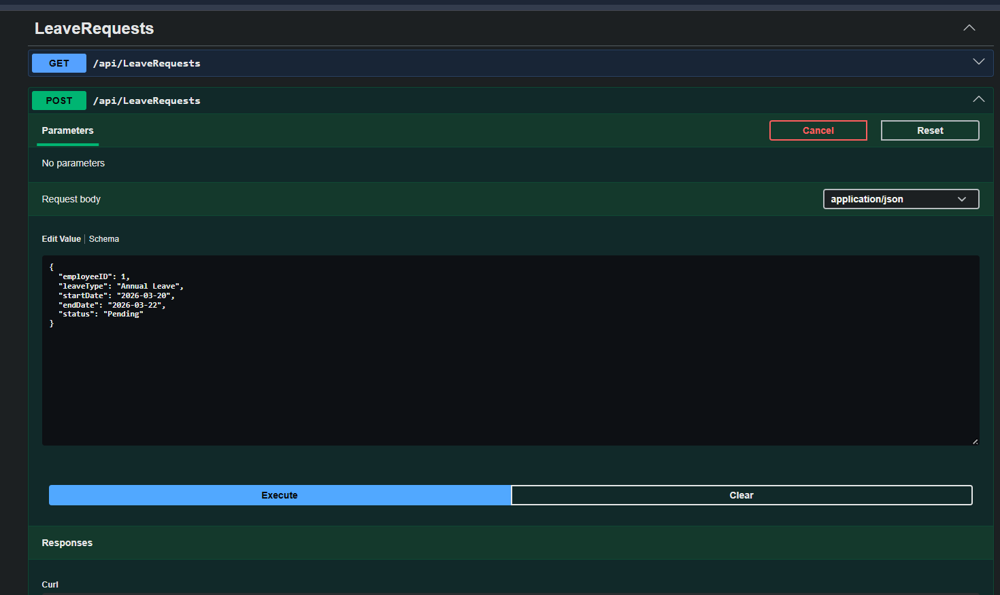 LeaveRequests
GET /api/LeaveRequests
POST /api/LeaveRequests
Parameters Cancel Reset
No parameters
Request body application/json
Edit Value | Schema
{
  "employeeID": 1,
  "leaveType": "Annual Leave",
  "startDate": "2026-03-20",
  "endDate": "2026-03-22",
  "status": "Pending"
}
Execute Clear
Responses
Curl